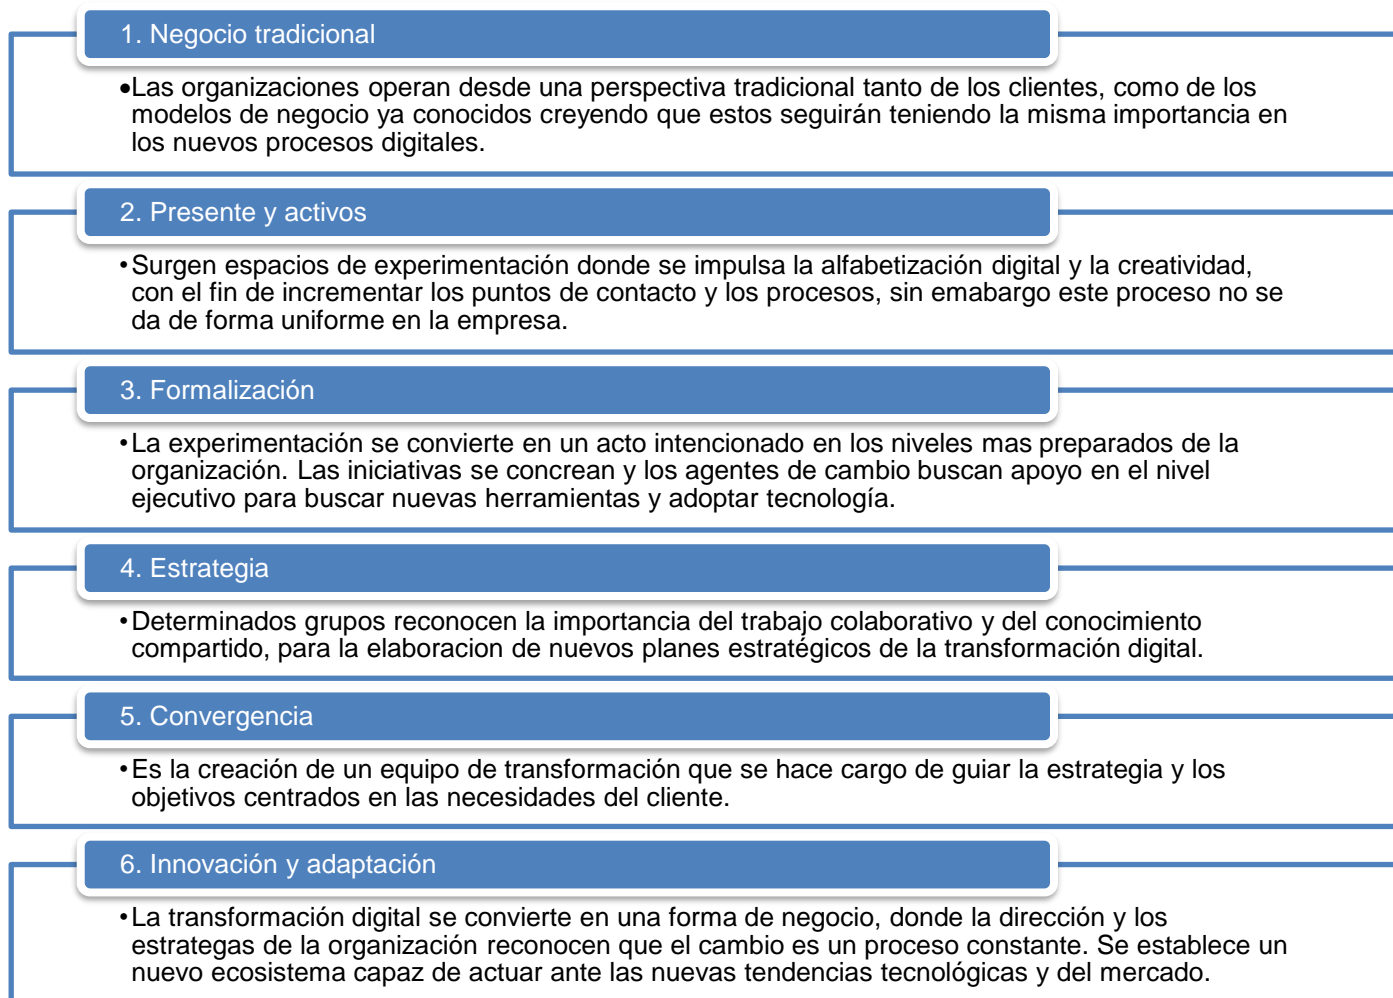 1. Negocio tradicional
•Las organizaciones operan desde una perspectiva tradicional tanto de los clientes, como de los
modelos de negocio ya conocidos creyendo que estos seguirán teniendo la misma importancia en
los nuevos procesos digitales.
2. Presente y activos
•Surgen espacios de experimentación donde se impulsa la alfabetización digital y la creatividad,
con el fin de incrementar los puntos de contacto y los procesos, sin emabargo este proceso no se
da de forma uniforme en la empresa.
3. Formalización
•La experimentación se convierte en un acto intencionado en los niveles mas preparados de la
organización. Las iniciativas se concrean y los agentes de cambio buscan apoyo en el nivel
ejecutivo para buscar nuevas herramientas y adoptar tecnología.
4. Estrategia
•Determinados grupos reconocen la importancia del trabajo colaborativo y del conocimiento
compartido, para la elaboracion de nuevos planes estratégicos de la transformación digital.
5. Convergencia
•Es la creación de un equipo de transformación que se hace cargo de guiar la estrategia y los
objetivos centrados en las necesidades del cliente.
6. Innovación y adaptación
•La transformación digital se convierte en una forma de negocio, donde la dirección y los
estrategas de la organización reconocen que el cambio es un proceso constante. Se establece un
nuevo ecosistema capaz de actuar ante las nuevas tendencias tecnológicas y del mercado.